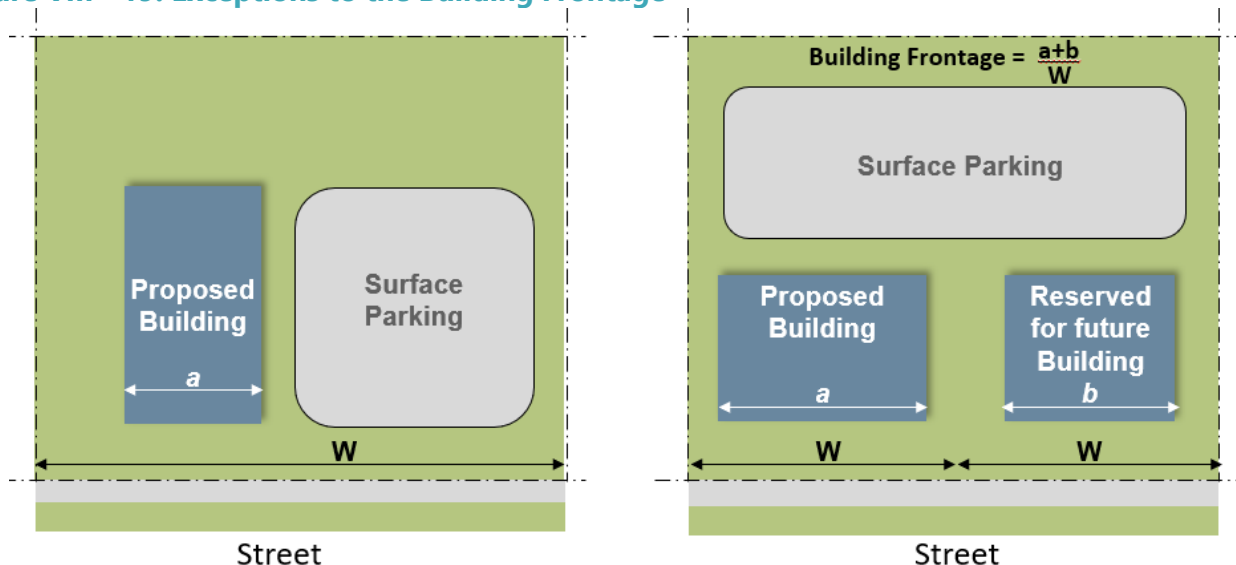 Building Frontage = a+b
W
Surface Parking
Proposed
Building
a
Surface
Parking
W
Street
Proposed
Building
a
Reserved
for future
Building
b
W
W
Street